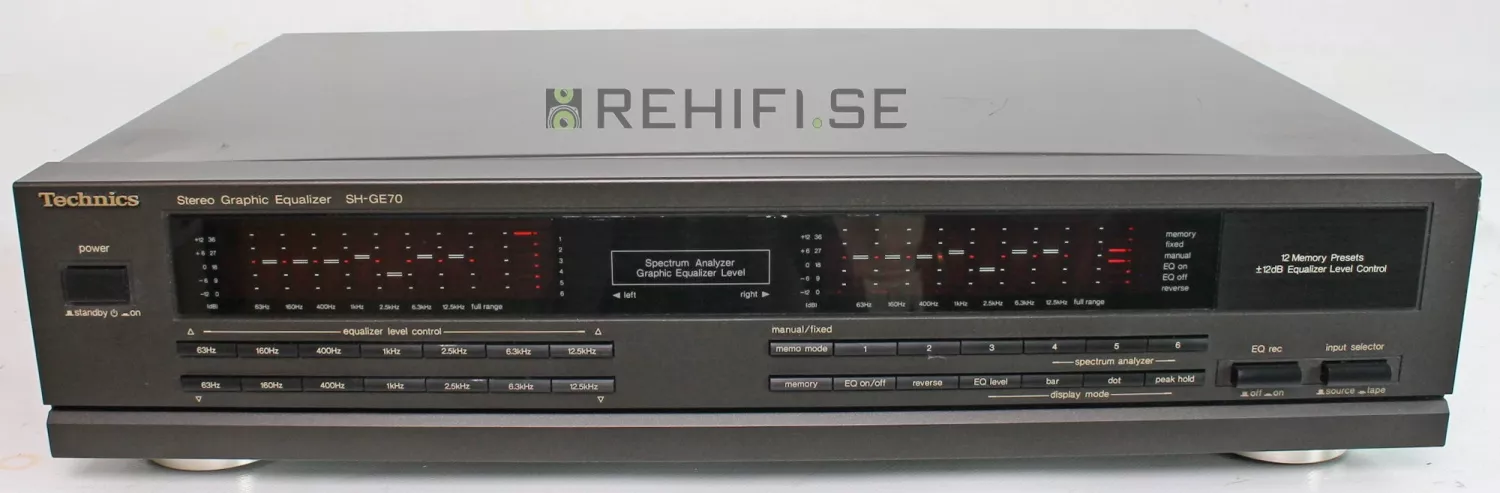 REHIFI.SE
Technics
Stereo Graphic Equalizer SH-GE70
power
standby on
+12 36
+6 27
0 18
-6 9
-12 0
(dB)
63Hz 160Hz 400Hz 1kHz 2.5kHz 6.3kHz 12.5kHz full range
1
2
3
4
5
6
Spectrum Analyzer
Graphic Equalizer Level
◄ left right ►
+12 36
+6 27
0 18
-6 9
-12 0
(dB)
63Hz 160Hz 400Hz 1kHz 2.5kHz 6.3kHz 12.5kHz full range
memory
fixed
manual
EQ on
EQ off
reverse
12 Memory Presets
±12dB Equalizer Level Control
equalizer level control
63Hz 160Hz 400Hz 1kHz 2.5kHz 6.3kHz 12.5kHz
63Hz 160Hz 400Hz 1kHz 2.5kHz 6.3kHz 12.5kHz
manual/fixed
memo mode 1 2 3 4 5 6
spectrum analyzer
memory EQ on/off reverse EQ level bar dot peak hold
display mode
EQ rec
off on
input selector
source tape